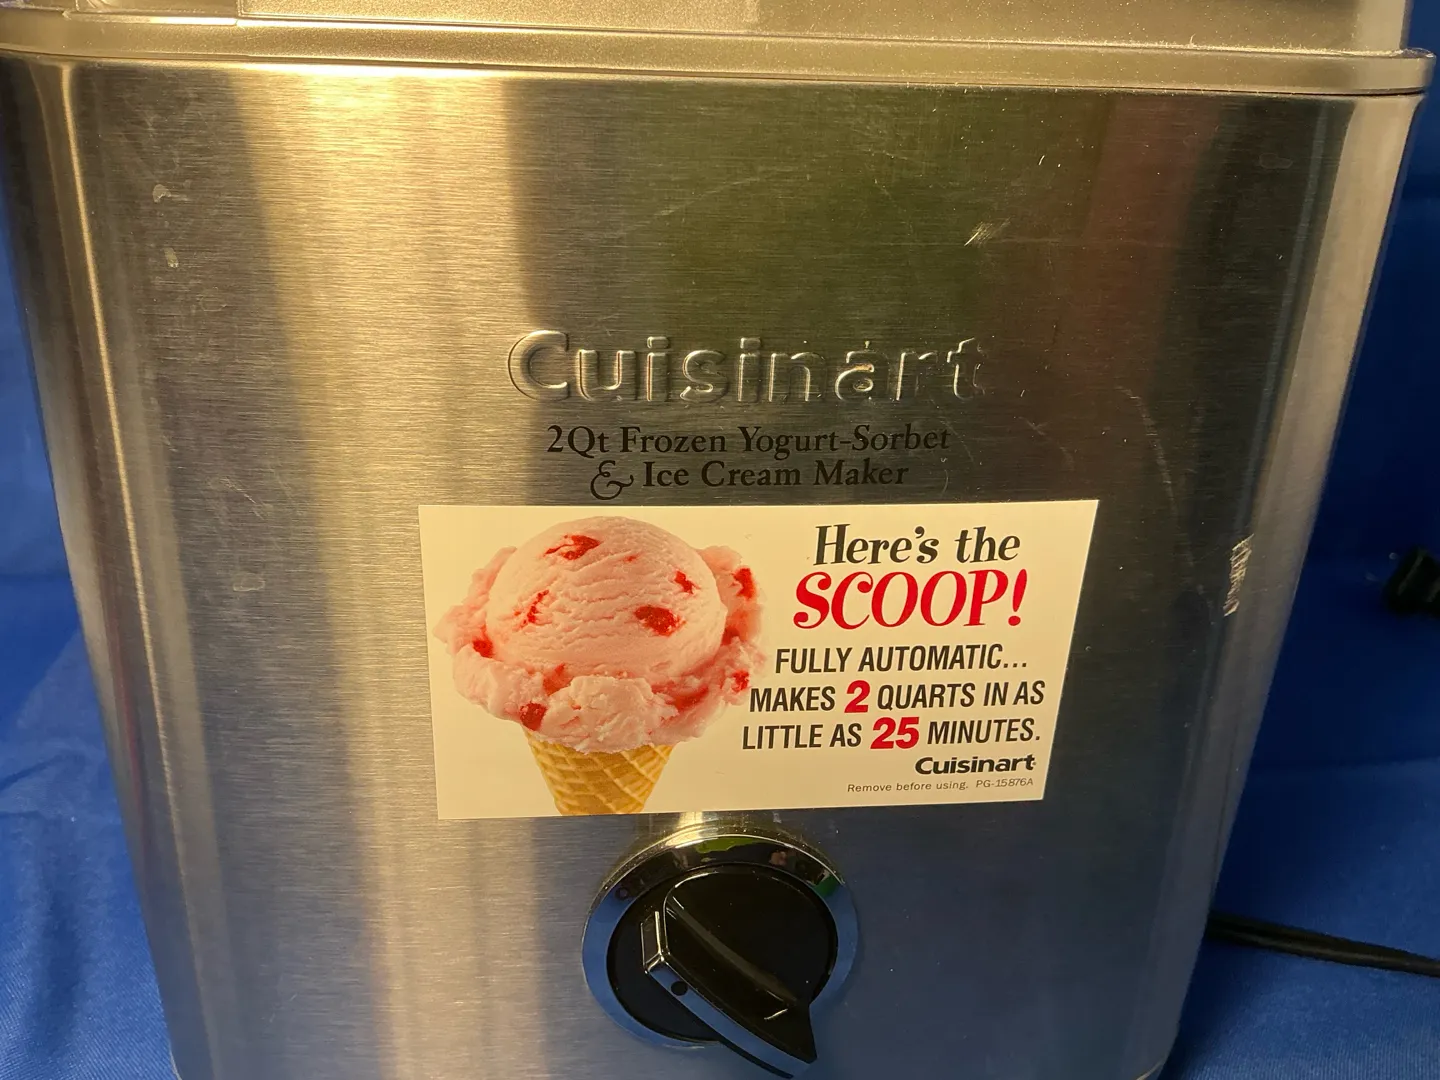 Cuisinart
2Qt Frozen Yogurt-Sorbet
& Ice Cream Maker
Here's the
SCOOP!
FULLY AUTOMATIC...
MAKES 2 QUARTS IN AS
LITTLE AS 25 MINUTES.
Cuisinart
Remove before using. PG-15876A